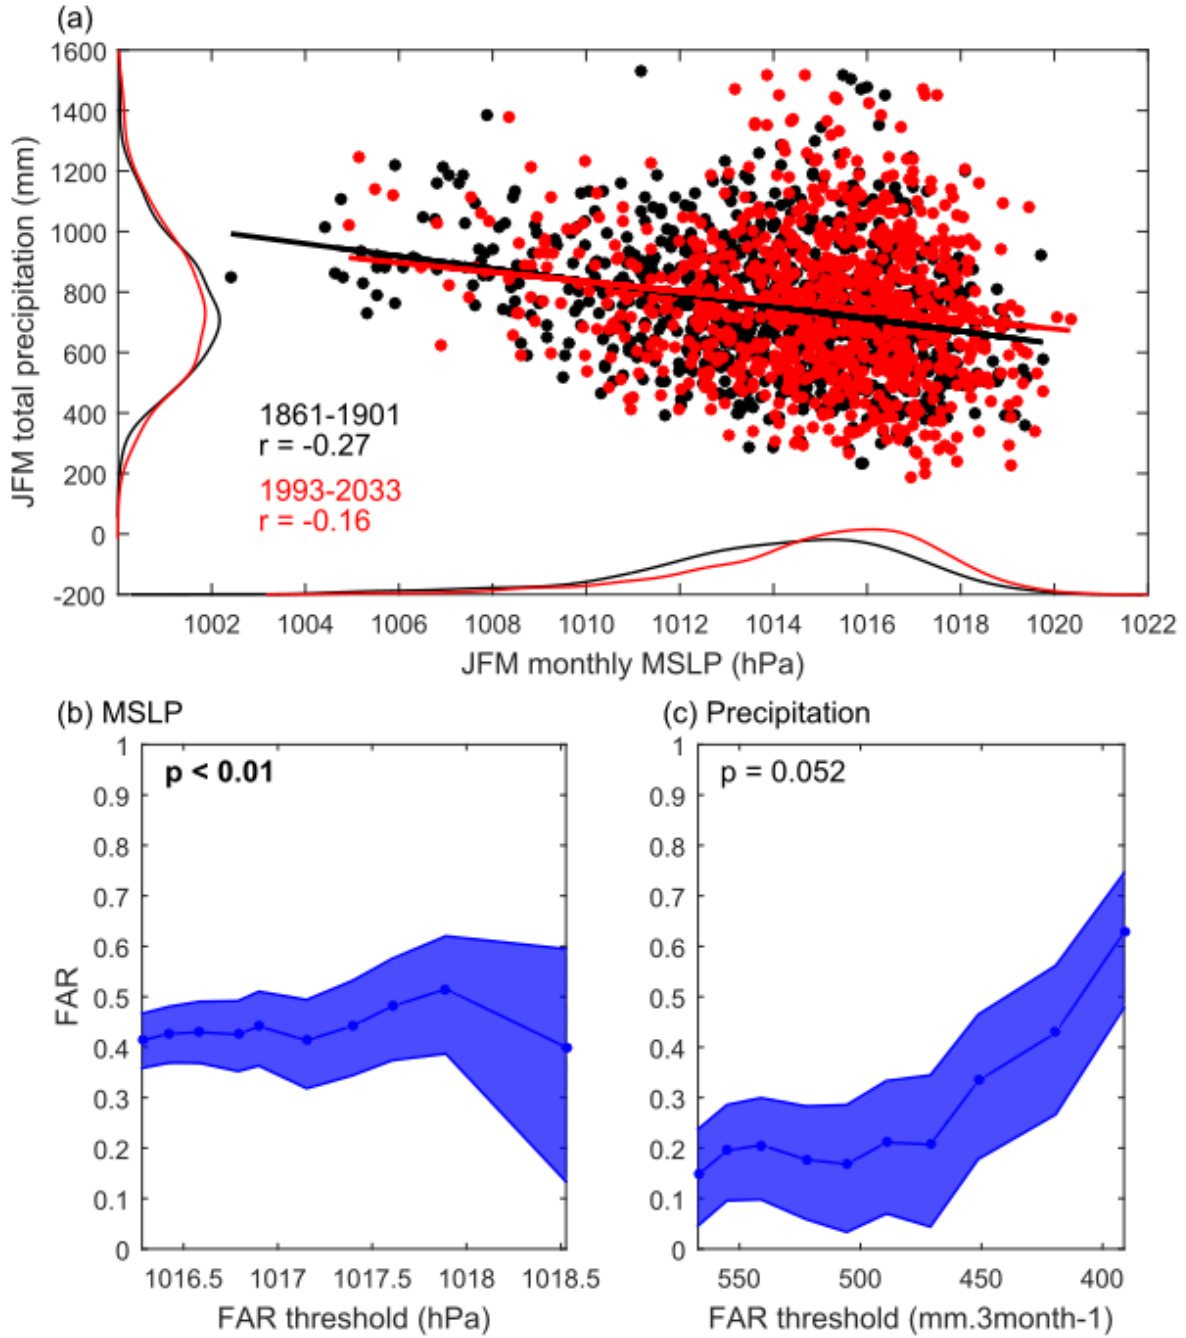 (a)
1600
1400
1200
1000
800
600
400
200
0
-200
JFM total precipitation (mm)
1861-1901
r = -0.27
1993-2033
r = -0.16
1002 1004 1006 1008 1010 1012 1014 1016 1018 1020 1022
JFM monthly MSLP (hPa)
(b) MSLP
p < 0.01
1
0.9
0.8
0.7
0.6
0.5
0.4
0.3
0.2
0.1
0
FAR
1016.5 1017 1017.5 1018 1018.5
FAR threshold (hPa)
(c) Precipitation
p = 0.052
1
0.9
0.8
0.7
0.6
0.5
0.4
0.3
0.2
0.1
0
550 500 450 400
FAR threshold (mm.3month-1)